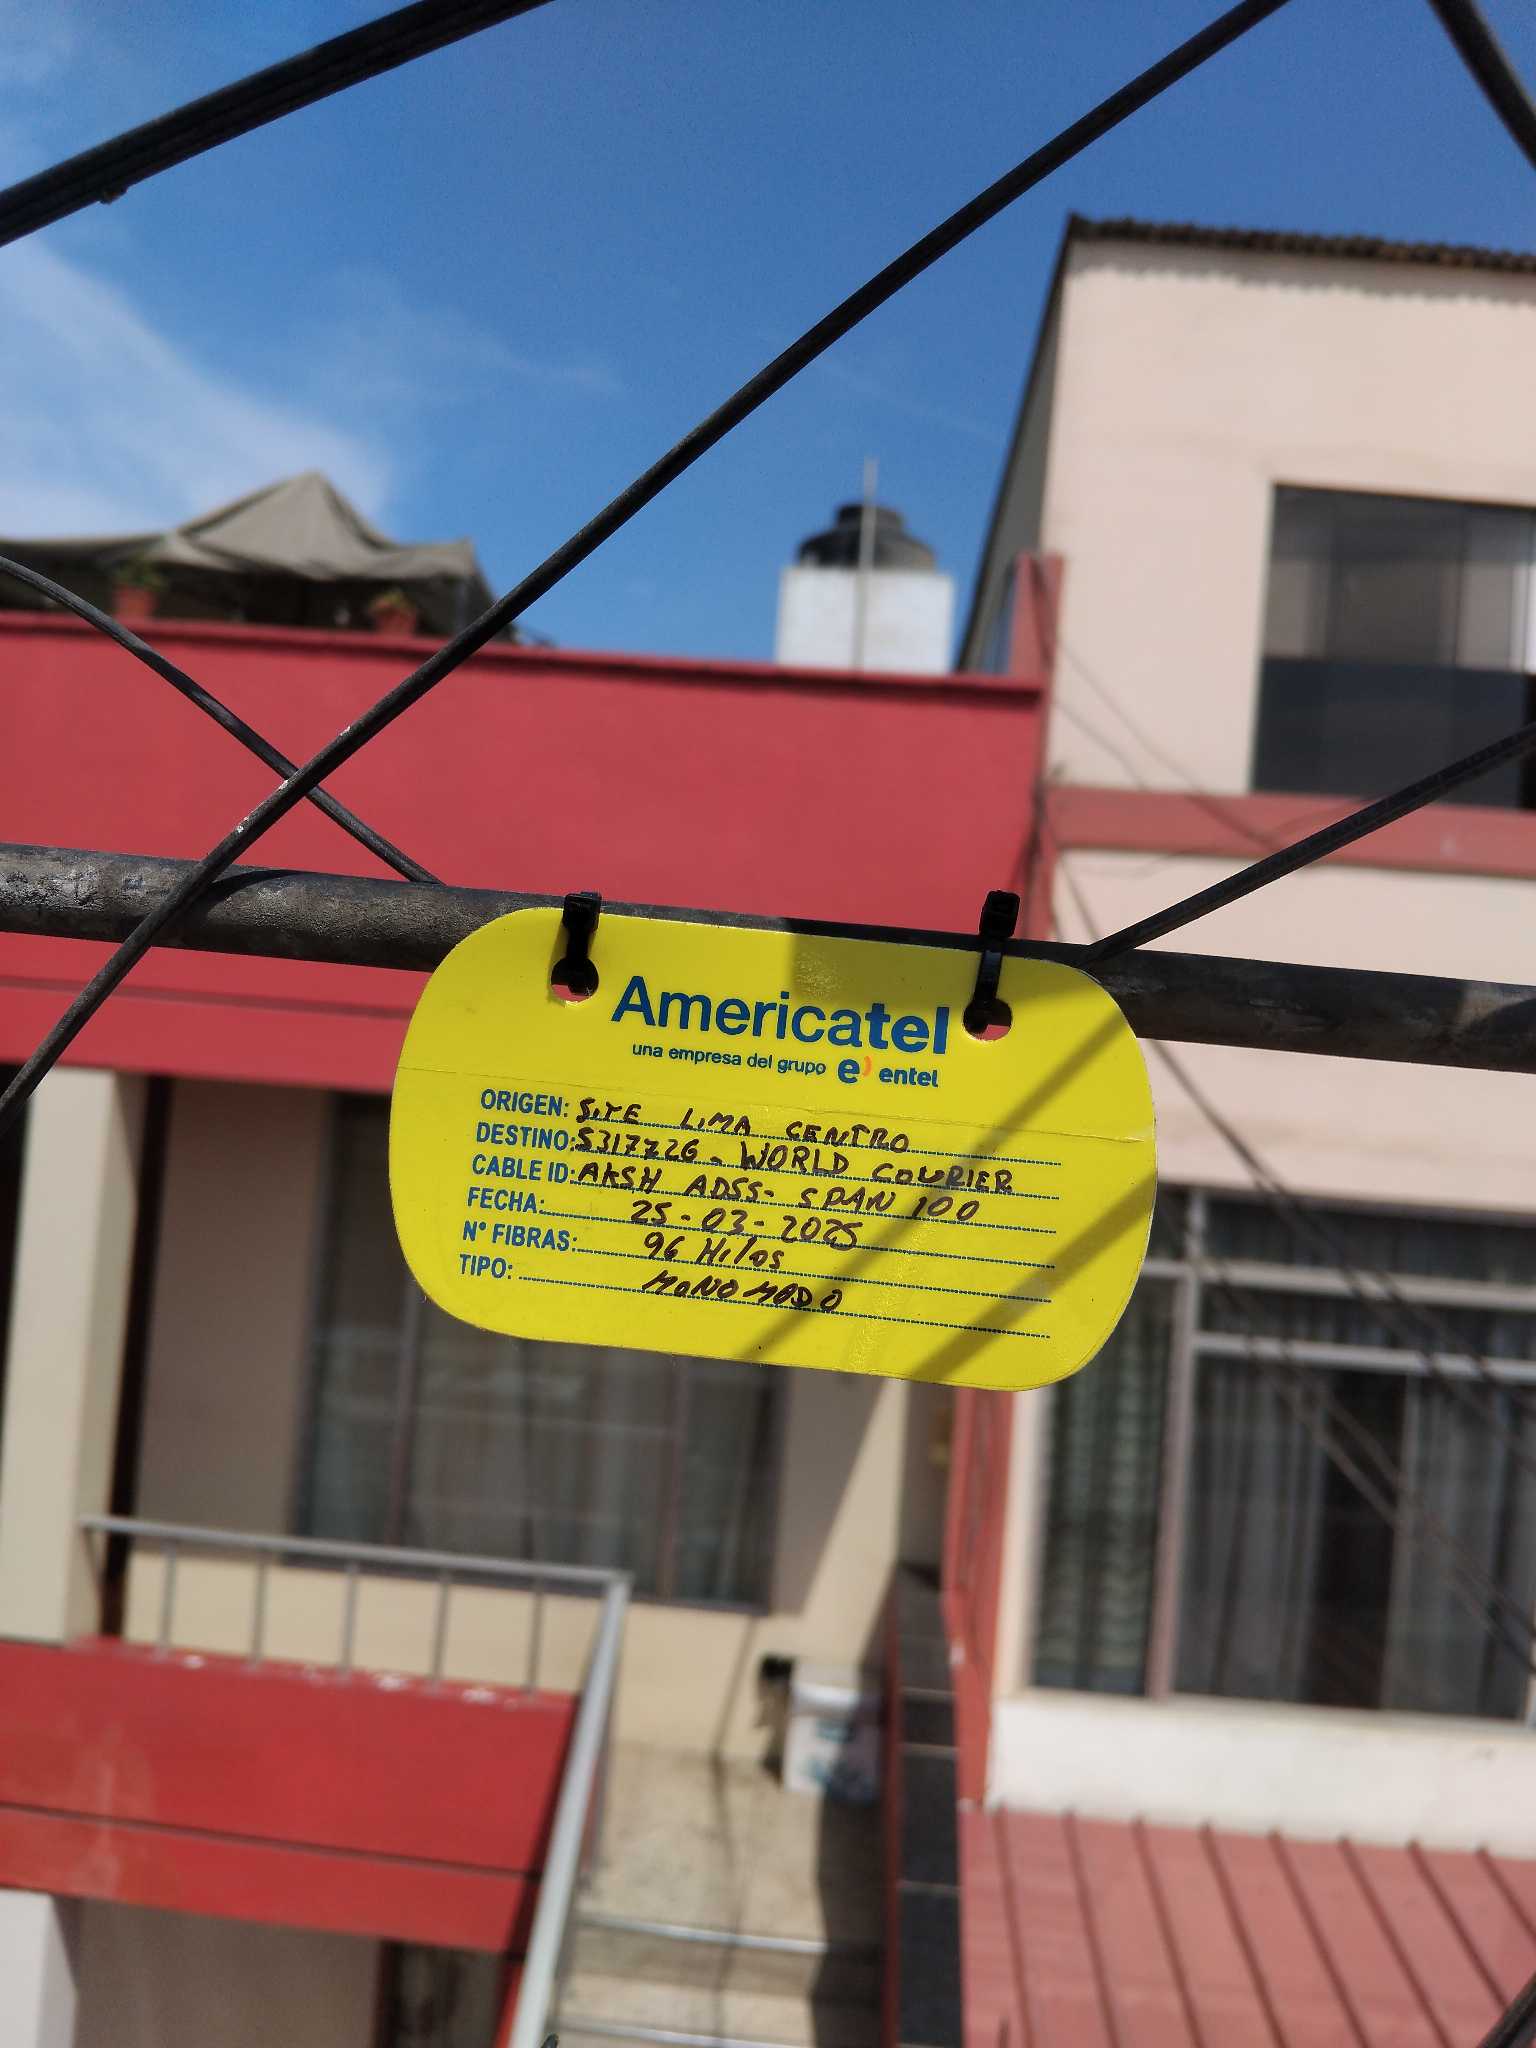 Americatel
una empresa del grupo e) entel
ORIGEN: SITE LIMA CENTRO
DESTINO: S317726 - WORLD COURIER
CABLE ID: AKSH ADSS - SPAN 100
FECHA: 25-03-2025
N° FIBRAS: 96 Hilos
TIPO: MONOMODO